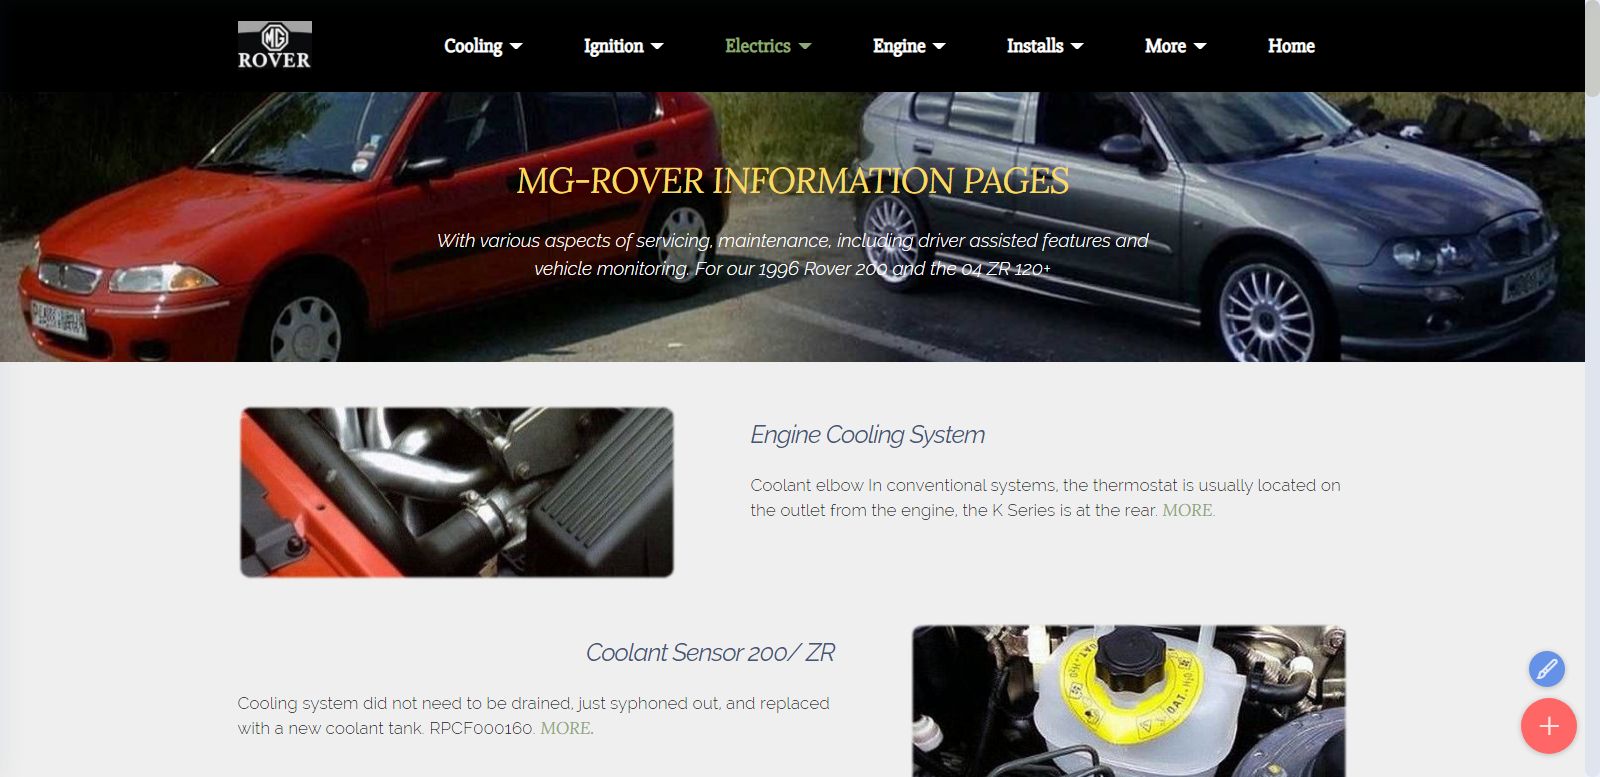 MG
ROVER
Cooling Ignition Electrics Engine Installs More Home
MG-ROVER INFORMATION PAGES
With various aspects of servicing, maintenance, including driver assisted features and
vehicle monitoring. For our 1996 Rover 200 and the 04 ZR 120+
Engine Cooling System
Coolant elbow In conventional systems, the thermostat is usually located on
the outlet from the engine, the K Series is at the rear. MORE.
Coolant Sensor 200/ ZR
Cooling system did not need to be drained, just syphoned out, and replaced
with a new coolant tank. RPCF000160. MORE.